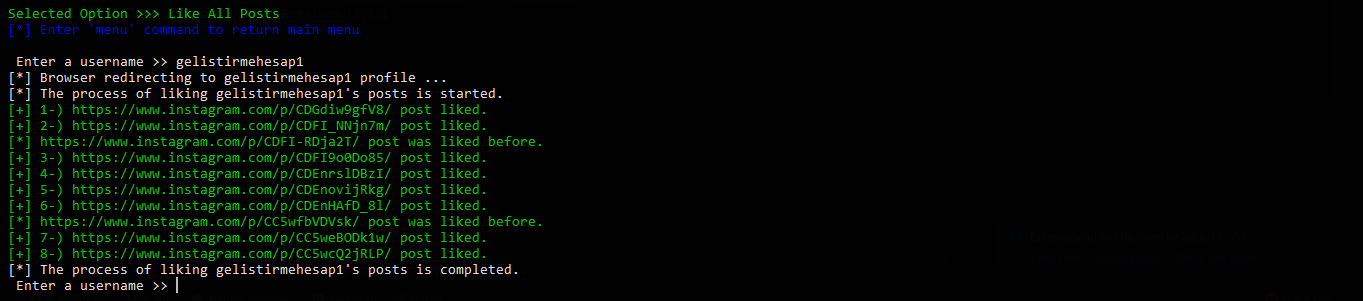 Selected Option >>> Like All Posts
[*] Enter 'menu' command to return main menu
Enter a username >> gelistirmehesap1
[*] Browser redirecting to gelistirmehesap1 profile ...
[*] The process of liking gelistirmehesap1's posts is started.
[+] 1-) https://www.instagram.com/p/CDGdiw9gfV8/ post liked.
[+] 2-) https://www.instagram.com/p/CDFI_NNjn7m/ post liked.
[*] https://www.instagram.com/p/CDFI-RDja2T/ post was liked before.
[+] 3-) https://www.instagram.com/p/CDFI9o0Do85/ post liked.
[+] 4-) https://www.instagram.com/p/CDEnrslDBzI/ post liked.
[+] 5-) https://www.instagram.com/p/CDEnovijRkg/ post liked.
[+] 6-) https://www.instagram.com/p/CDEnHAfD_8l/ post liked.
[*] https://www.instagram.com/p/CC5wfbVDVsk/ post was liked before.
[+] 7-) https://www.instagram.com/p/CC5weBODk1w/ post liked.
[+] 8-) https://www.instagram.com/p/CC5wcQ2jRLP/ post liked.
[*] The process of liking gelistirmehesap1's posts is completed.
Enter a username >>